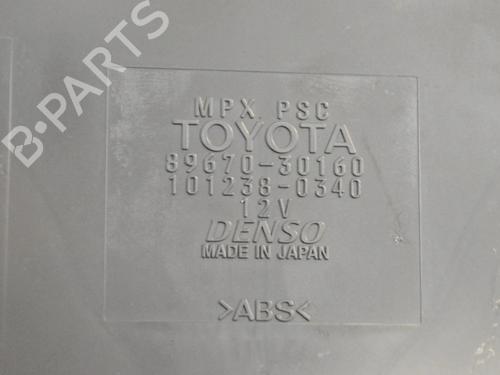 B-PARTS
MPX PSC
TOYOTA
89670-30160
101238-0340
12V
DENSO
MADE IN JAPAN
>ABS<